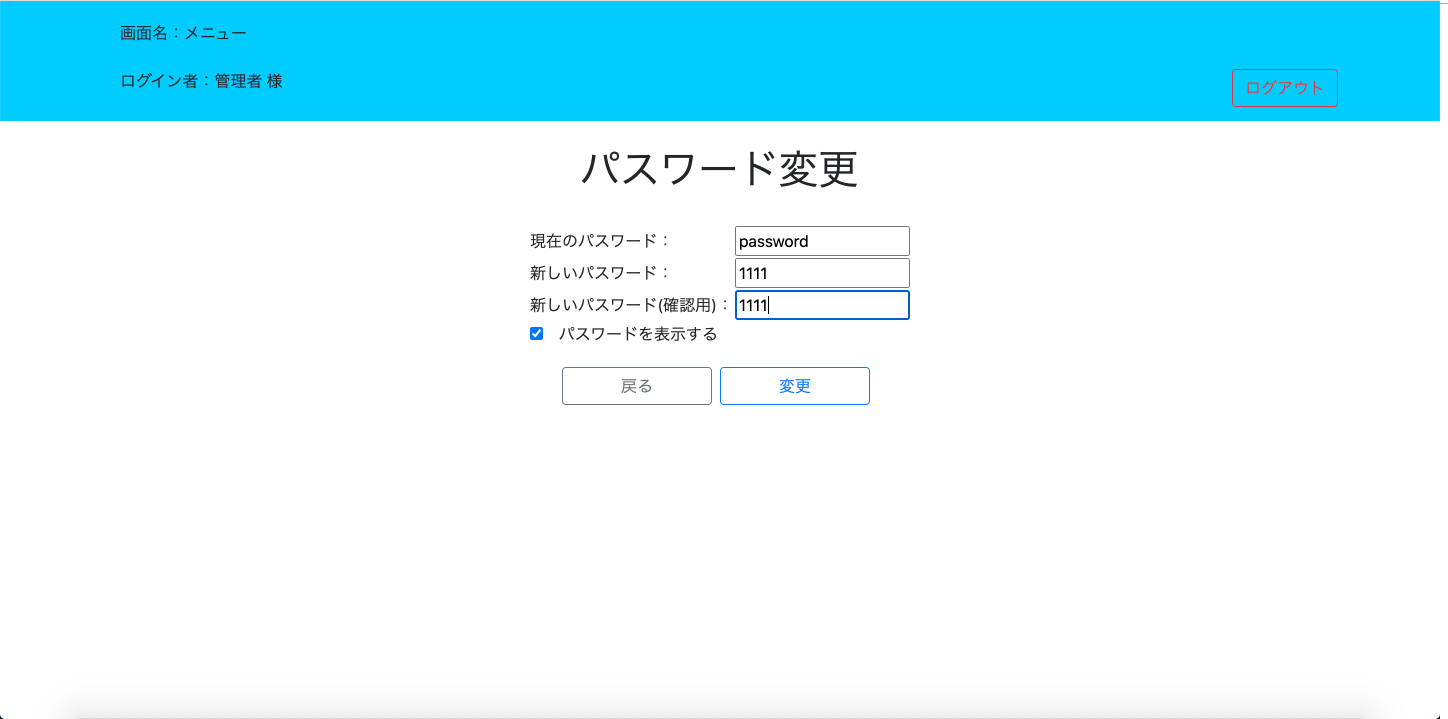 画面名：メニュー
ログイン者：管理者 様
ログアウト
パスワード変更
現在のパスワード： password
新しいパスワード： 1111
新しいパスワード(確認用)： 1111
パスワードを表示する
戻る 変更